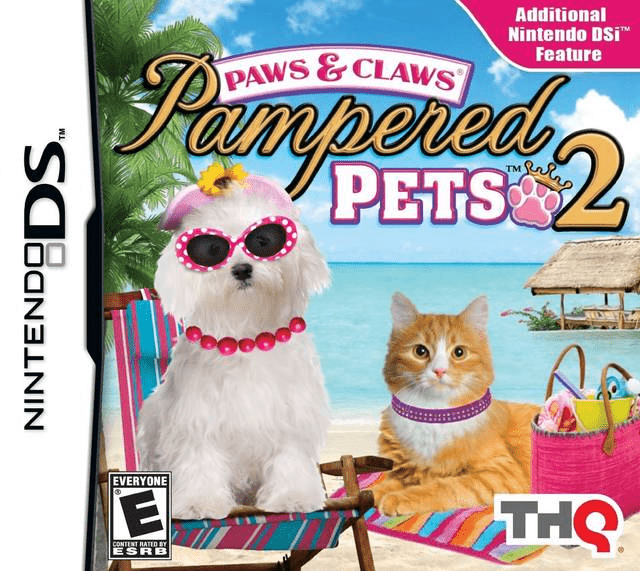 Additional
Nintendo DSi™
Feature
PAWS & CLAWS®
Pampered
PETS™ 2
NINTENDO DS™
EVERYONE
E®
CONTENT RATED BY
ESRB
THQ®